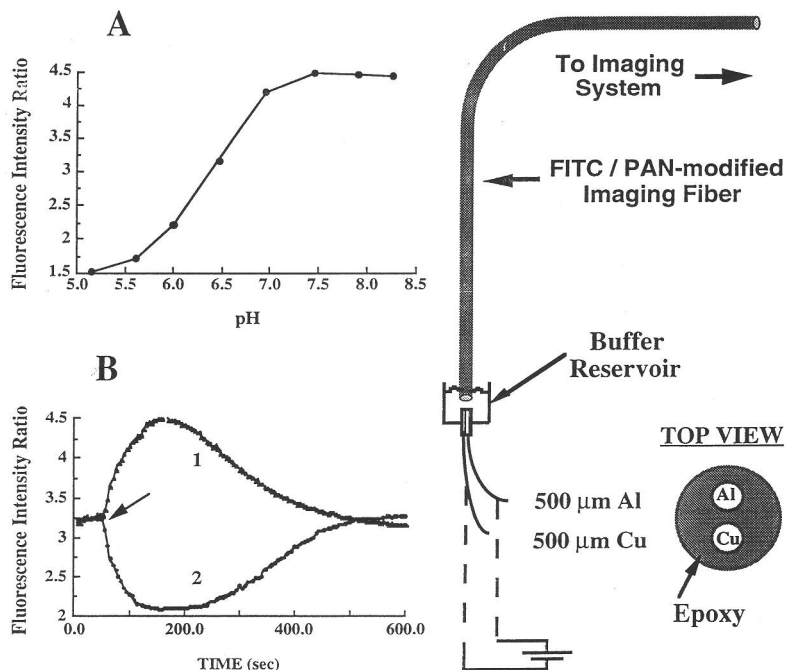 A
Fluorescence Intensity Ratio
4.5
4
3.5
3
2.5
2
1.5
5.0 5.5 6.0 6.5 7.0 7.5 8.0 8.5
pH
B
Fluorescence Intensity Ratio
4.5
4
3.5
3
2.5
2
1
2
0.0 200.0 400.0 600.0
TIME (sec)
To Imaging
System
FITC / PAN-modified
Imaging Fiber
Buffer
Reservoir
500 µm Al
500 µm Cu
TOP VIEW
Al
Cu
Epoxy